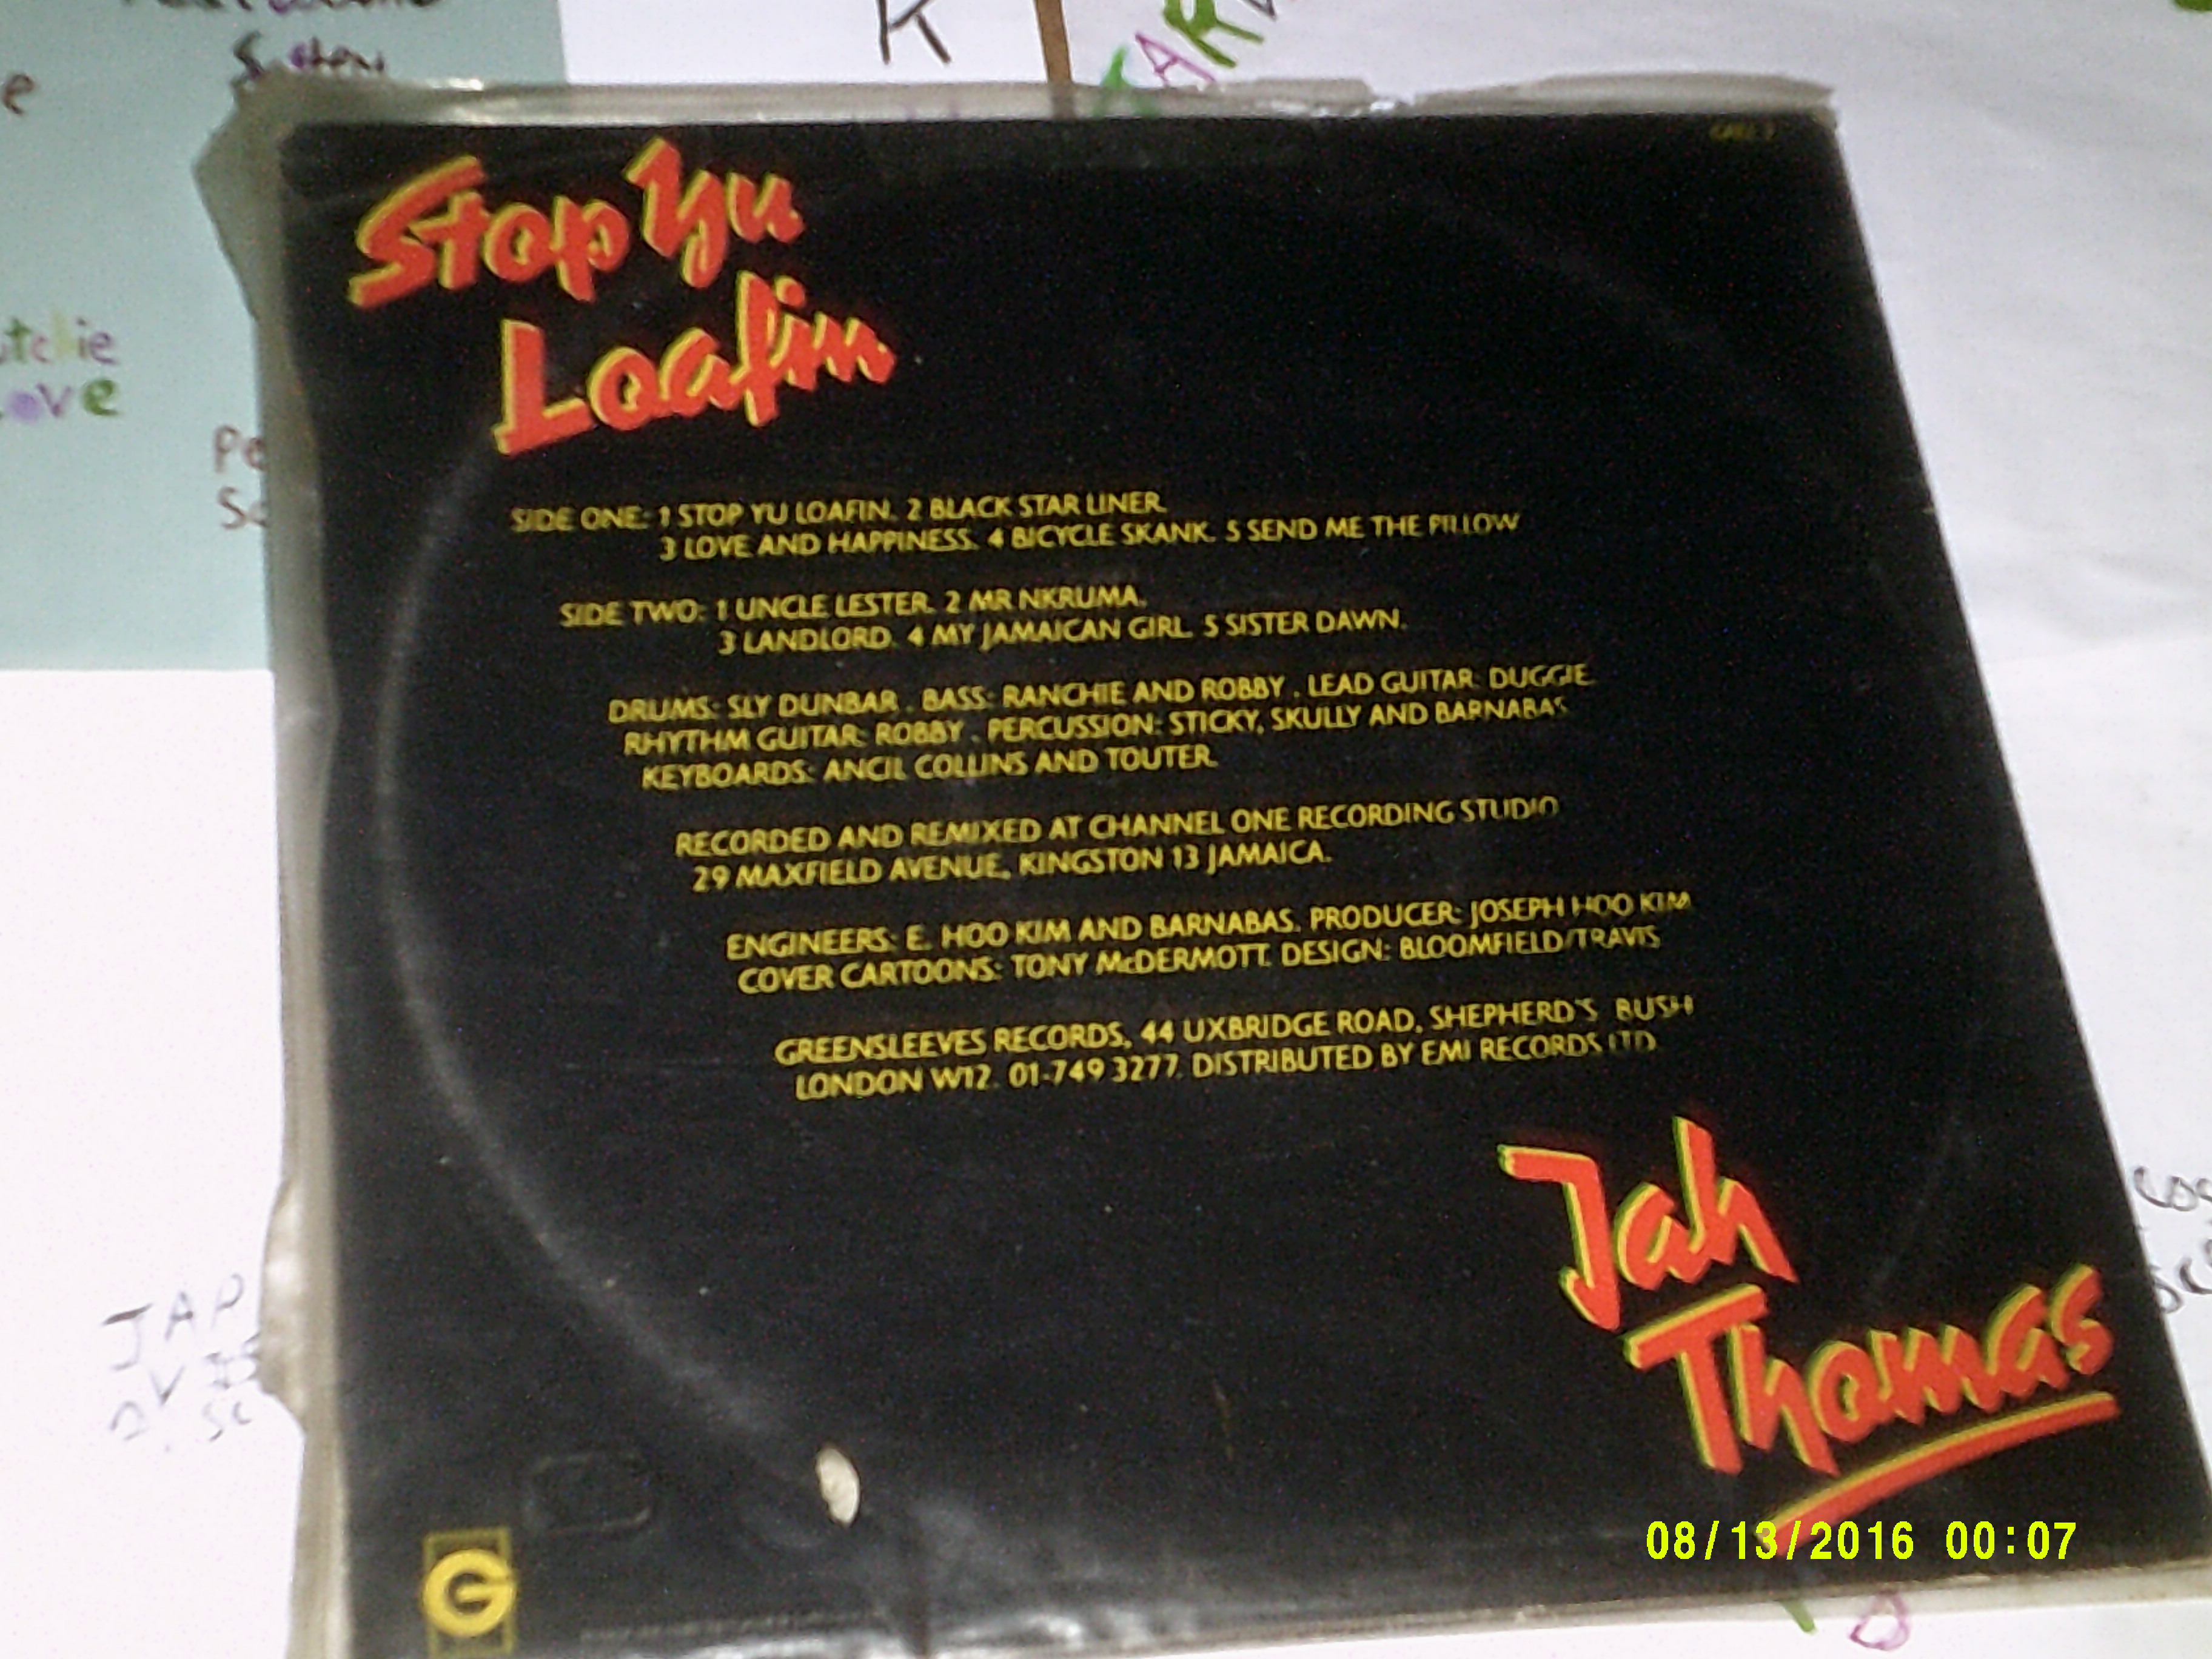 System
K
e
Stop Yu
Loafin
SIDE ONE: 1 STOP YU LOAFIN. 2 BLACK STAR LINER.
3 LOVE AND HAPPINESS. 4 BICYCLE SKANK. 5 SEND ME THE PILLOW
SIDE TWO: 1 UNCLE LESTER. 2 MR NKRUMA.
3 LANDLORD. 4 MY JAMAICAN GIRL. 5 SISTER DAWN.
DRUMS: SLY DUNBAR . BASS: RANCHIE AND ROBBY . LEAD GUITAR: DUGGIE
RHYTHM GUITAR: ROBBY . PERCUSSION: STICKY, SKULLY AND BARNABAS
KEYBOARDS: ANCIL COLLINS AND TOUTER.
RECORDED AND REMIXED AT CHANNEL ONE RECORDING STUDIO
29 MAXFIELD AVENUE, KINGSTON 13 JAMAICA.
ENGINEERS: E. HOO KIM AND BARNABAS. PRODUCER: JOSEPH HOO KIM
COVER CARTOONS: TONY McDERMOTT. DESIGN: BLOOMFIELD/TRAVIS
GREENSLEEVES RECORDS, 44 UXBRIDGE ROAD, SHEPHERD'S BUSH
LONDON W12. 01-749 3277. DISTRIBUTED BY EMI RECORDS LTD
Jah
Thomas
G
08/13/2016 00:07